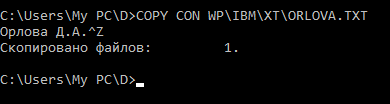 C:\Users\My PC\D>COPY CON WP\IBM\XT\ORLOVA.TXT
Орлова Д.А.^Z
Скопировано файлов:         1.
C:\Users\My PC\D>